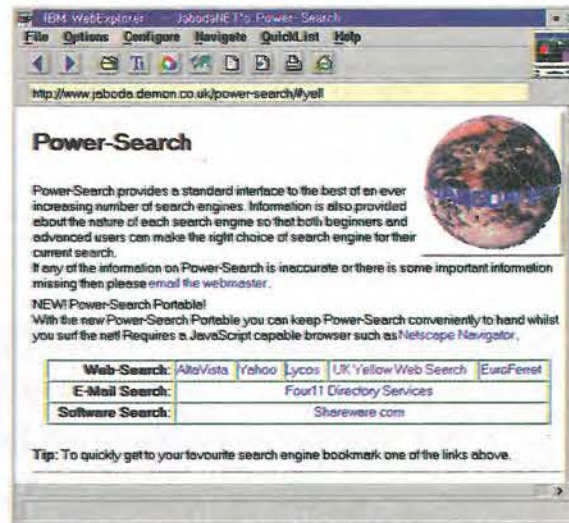 IBM WebExplorer - JabodaNET's Power-Search
File Options Configure Navigate QuickList Help
http://www.jaboda.demon.co.uk/power-search/#yell
Power-Search
Power-Search provides a standard interface to the best of an ever
increasing number of search engines. Information is also provided
about the nature of each search engine so that both beginners and
advanced users can make the right choice of search engine for their
current search.
If any of the information on Power-Search is inaccurate or there is some important information
missing then please email the webmaster.
NEW! Power-Search Portable!
With the new Power-Search Portable you can keep Power-Search conveniently to hand whilst
you surf the net! Requires a JavaScript capable browser such as Netscape Navigator.
Web-Search: AltaVista Yahoo Lycos UK Yellow Web Search EuroFerret
E-Mail Search: Four11 Directory Services
Software Search: Shareware.com
Tip: To quickly get to your favourite search engine bookmark one of the links above.